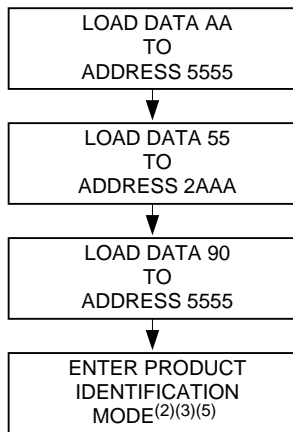 LOAD DATA AA
TO
ADDRESS 5555
LOAD DATA 55
TO
ADDRESS 2AAA
LOAD DATA 90
TO
ADDRESS 5555
ENTER PRODUCT
IDENTIFICATION
MODE(2)(3)(5)